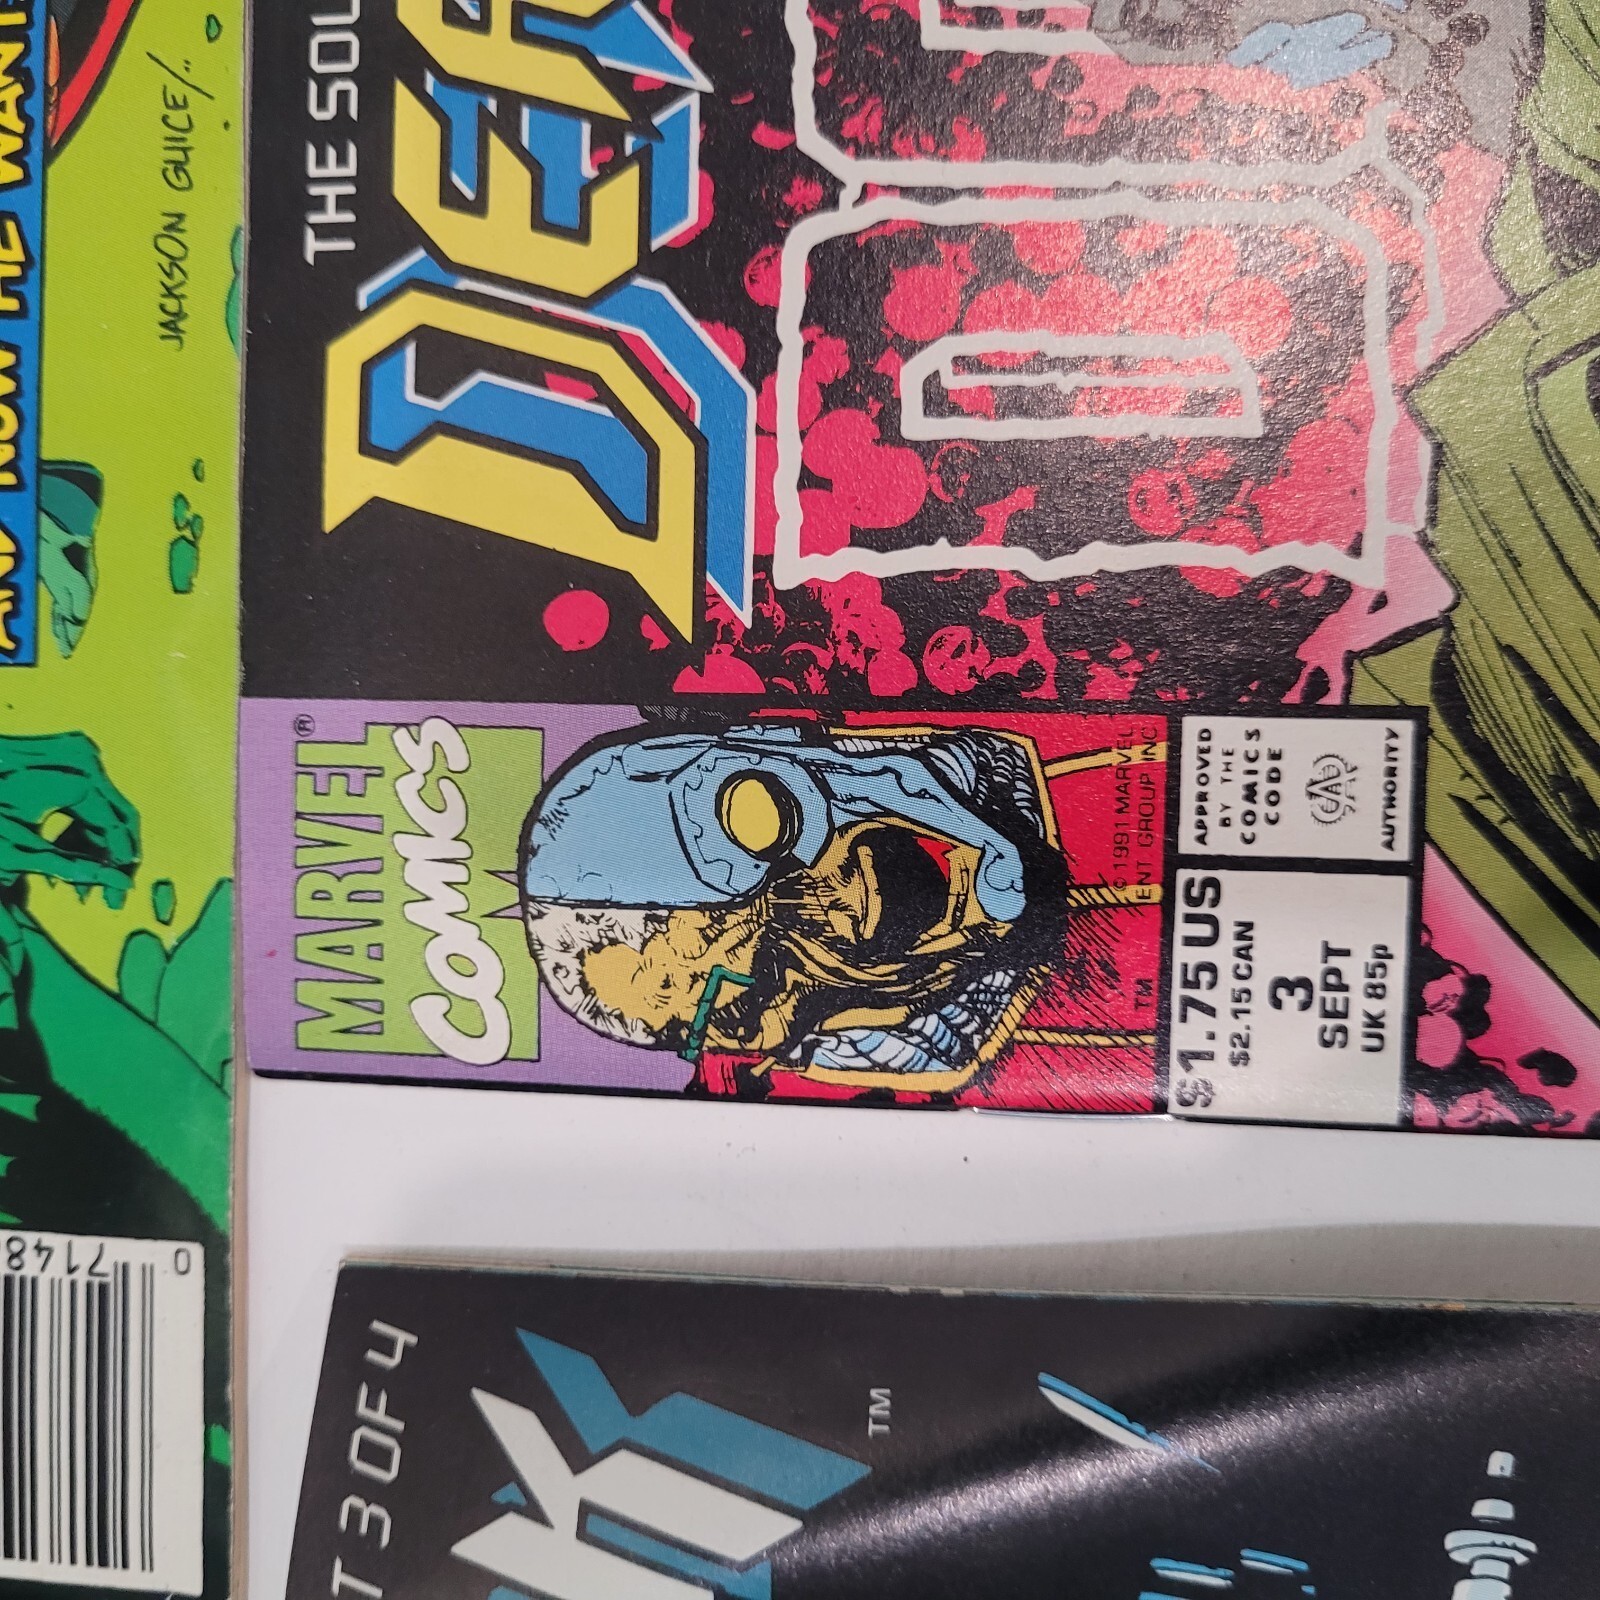 AND NOW HE WANT
JACKSON GUICE/..
0
7148
THE SOU
DE
MARVEL®
COMICS
© 1991 MARVEL
ENT GROUP INC
TM
APPROVED
BY THE
COMICS
CODE
AUTHORITY
$1.75 US
$2.15 CAN
3
SEPT
UK 85p
T 3 OF 4
K
TM